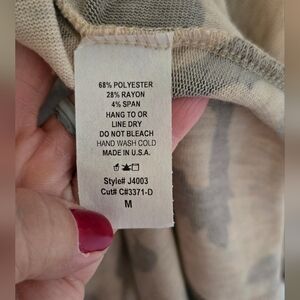 68% POLYESTER
28% RAYON
4% SPAN
HANG TO OR
LINE DRY
DO NOT BLEACH
HAND WASH COLD
MADE IN U.S.A.
Style# J4003
Cut# C#3371-D
M